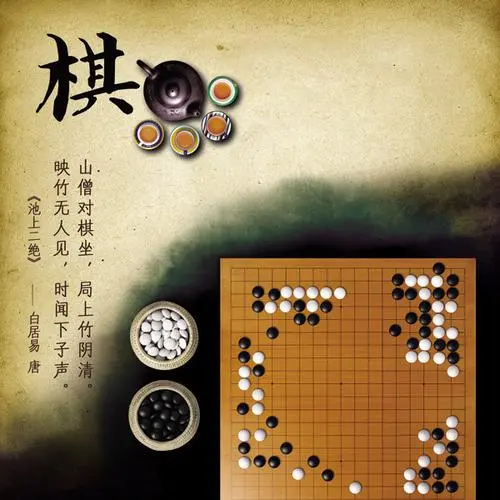 棋
山僧对棋坐，局上竹阴清。
映竹无人见，时闻下子声。
《池上二绝》 —— 白居易 唐